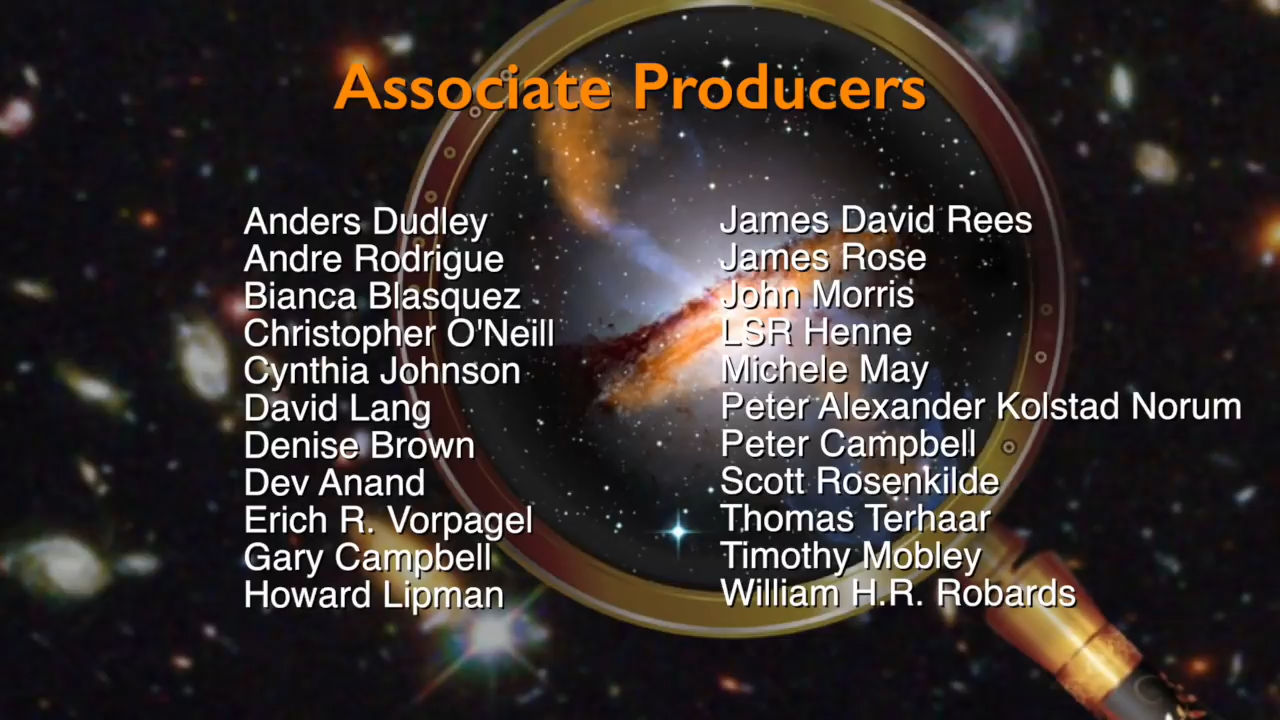 Associate Producers
Anders Dudley
Andre Rodrigue
Bianca Blasquez
Christopher O'Neill
Cynthia Johnson
David Lang
Denise Brown
Dev Anand
Erich R. Vorpagel
Gary Campbell
Howard Lipman
James David Rees
James Rose
John Morris
LSR Henne
Michele May
Peter Alexander Kolstad Norum
Peter Campbell
Scott Rosenkilde
Thomas Terhaar
Timothy Mobley
William H.R. Robards